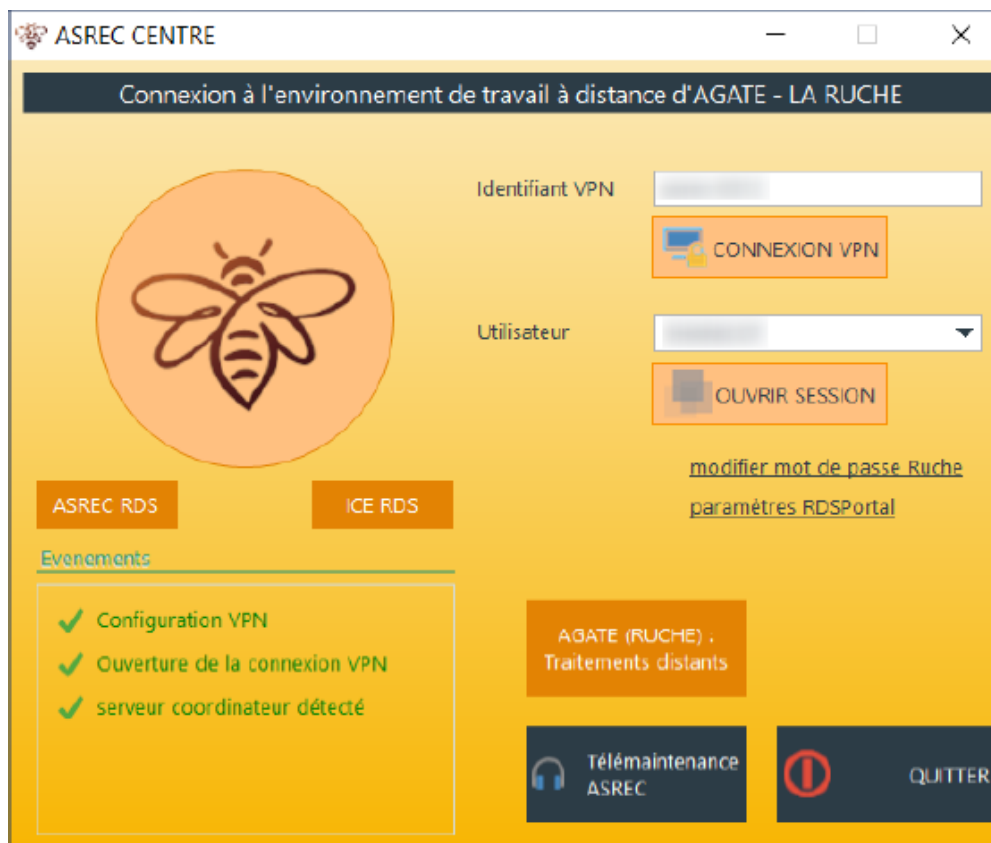 ASREC CENTRE
Connexion à l'environnement de travail à distance d'AGATE - LA RUCHE
Identifiant VPN
CONNEXION VPN
Utilisateur
OUVRIR SESSION
modifier mot de passe Ruche
paramètres RDSPortal
ASREC RDS
ICE RDS
Evenements
Configuration VPN
Ouverture de la connexion VPN
serveur coordinateur détecté
AGATE (RUCHE) .
Traitements distants
Télémaintenance
ASREC
QUITTER